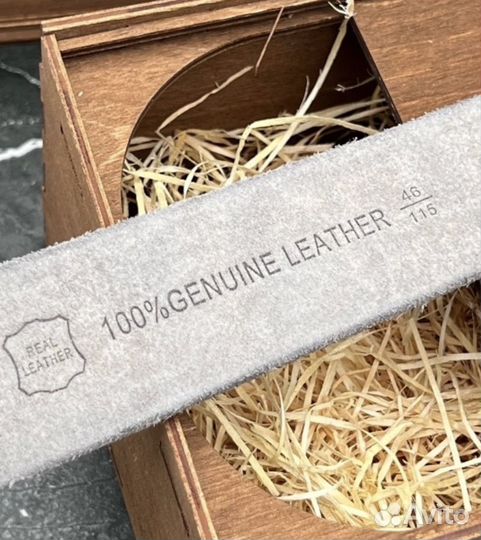 REAL
LEATHER
100%GENUINE LEATHER 46/115
Avito